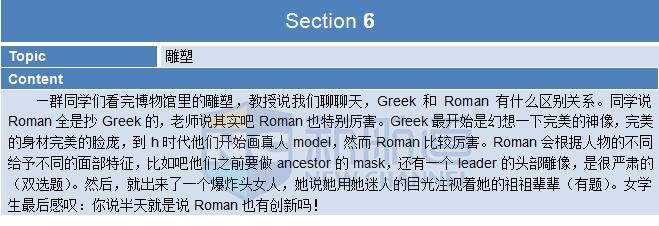 Section 6
Topic 雕塑
Content
一群同学们看完博物馆里的雕塑，教授说我们聊聊天，Greek 和 Roman 有什么区别关系。同学说
Roman 全是抄 Greek 的，老师说其实吧 Roman 也特别厉害。Greek 最开始是幻想一下完美的神像，完美
的身材完美的脸庞，到 h 时代他们开始画真人 model，然而 Roman 比较厉害。Roman 会根据人物的不同
给予不同的面部特征，比如吧他们之前要做 ancestor 的 mask，还有一个 leader 的头部雕像，是很严肃的
（双选题）。然后，就出来了一个爆炸头女人，她说她用她迷人的目光注视着她的祖祖辈辈（有题）。女学
生最后感叹：你说半天就是说 Roman 也有创新吗！
NEW CHANNEL